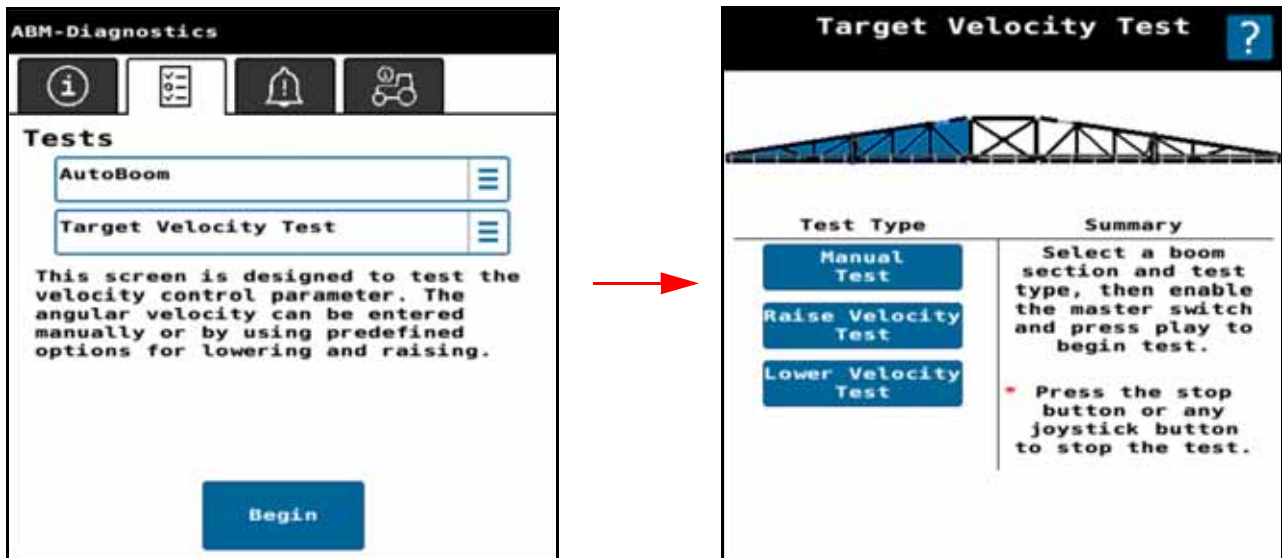 ABM-Diagnostics
Tests
AutoBoom
Target Velocity Test
This screen is designed to test the
velocity control parameter. The
angular velocity can be entered
manually or by using predefined
options for lowering and raising.
Begin
Target Velocity Test
?
Test Type
Manual
Test
Raise Velocity
Test
Lower Velocity
Test
Summary
Select a boom
section and test
type, then enable
the master switch
and press play to
begin test.
* Press the stop
button or any
joystick button
to stop the test.